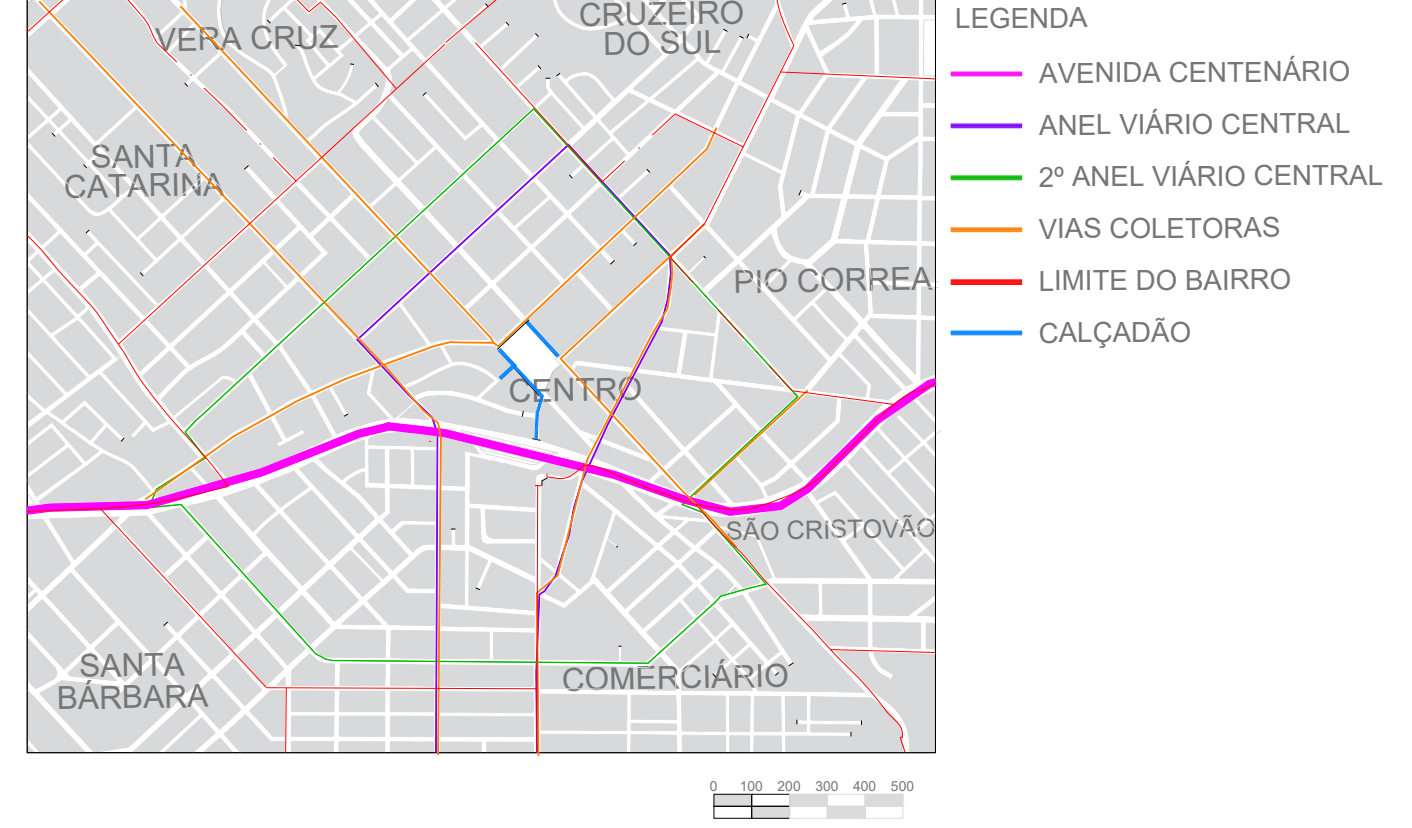 CRUZEIRO
DO SUL
VERA CRUZ
SANTA
CATARINA
PIO CORREA
CENTRO
SÃO CRISTOVÃO
SANTA
BÁRBARA
COMERCIÁRIO
LEGENDA
AVENIDA CENTENÁRIO
ANEL VIÁRIO CENTRAL
2º ANEL VIÁRIO CENTRAL
VIAS COLETORAS
LIMITE DO BAIRRO
CALÇADÃO
0 100 200 300 400 500